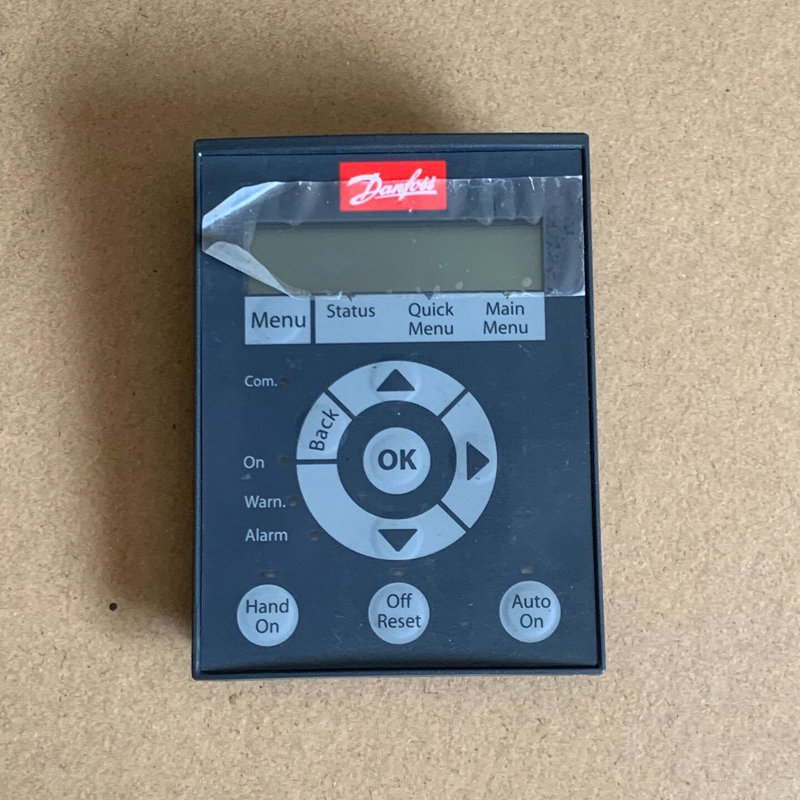 Danfoss
Menu
Status
Quick
Menu
Main
Menu
Com.
Back
OK
On
Warn.
Alarm
Hand
On
Off
Reset
Auto
On